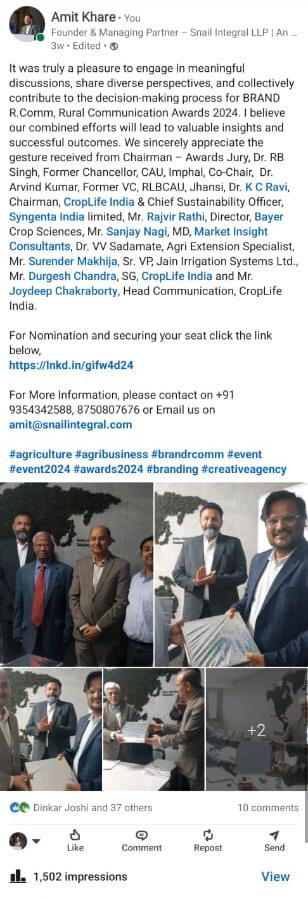 Amit Khare • You
Founder & Managing Partner – Snail Integral LLP | An ...
3w • Edited •
It was truly a pleasure to engage in meaningful
discussions, share diverse perspectives, and collectively
contribute to the decision-making process for BRAND
R.Comm, Rural Communication Awards 2024. I believe
our combined efforts will lead to valuable insights and
successful outcomes. We sincerely appreciate the
gesture received from Chairman – Awards Jury, Dr. RB
Singh, Former Chancellor, CAU, Imphal, Co-Chair, Dr.
Arvind Kumar, Former VC, RLBCAU, Jhansi, Dr. K C Ravi,
Chairman, CropLife India & Chief Sustainability Officer,
Syngenta India limited, Mr. Rajvir Rathi, Director, Bayer
Crop Sciences, Mr. Sanjay Nagi, MD, Market Insight
Consultants, Dr. VV Sadamate, Agri Extension Specialist,
Mr. Surender Makhija, Sr. VP, Jain Irrigation Systems Ltd.,
Mr. Durgesh Chandra, SG, CropLife India and Mr.
Joydeep Chakraborty, Head Communication, CropLife
India.
For Nomination and securing your seat click the link
below,
https://lnkd.in/gifw4d24
For More Information, please contact on +91
9354342588, 8750807676 or Email us on
amit@snailintegral.com
#agriculture #agribusiness #brandrcomm #event
#event2024 #awards2024 #branding #creativeagency
+2
Dinkar Joshi and 37 others 10 comments
Like Comment Repost Send
1,502 impressions View